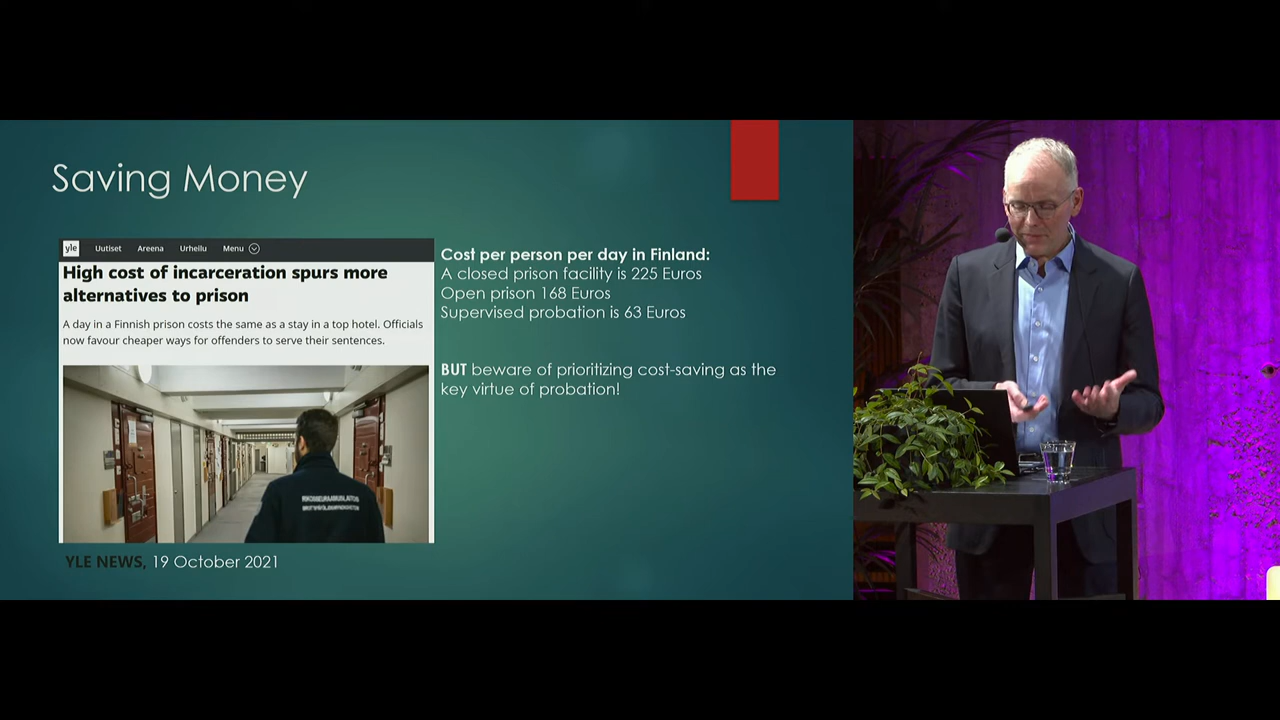 Saving Money
yle Uutiset Areena Urheilu Menu
High cost of incarceration spurs more
alternatives to prison
A day in a Finnish prison costs the same as a stay in a top hotel. Officials
now favour cheaper ways for offenders to serve their sentences.
YLE NEWS, 19 October 2021
Cost per person per day in Finland:
A closed prison facility is 225 Euros
Open prison 168 Euros
Supervised probation is 63 Euros
BUT beware of prioritizing cost-saving as the
key virtue of probation!